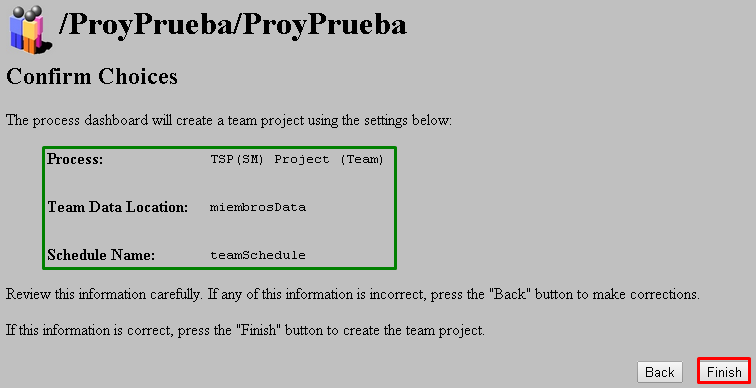 /ProyPrueba/ProyPrueba
Confirm Choices
The process dashboard will create a team project using the settings below:
Process: TSP(SM) Project (Team)
Team Data Location: miembrosData
Schedule Name: teamSchedule
Review this information carefully. If any of this information is incorrect, press the "Back" button to make corrections.
If this information is correct, press the "Finish" button to create the team project.
Back Finish